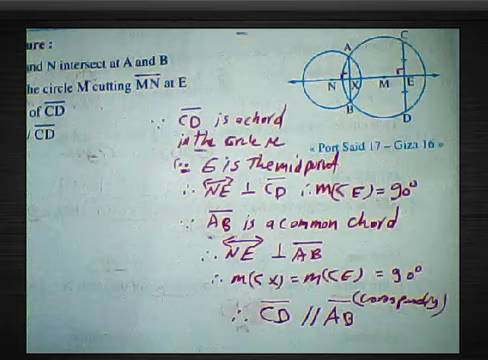 ure :
nd N intersect at A and B
he circle M cutting MN at E
of CD
/ CD
A
C
N
X
M
E
B
D
« Port Said 17 – Giza 16 »
∵ CD is a chord
in the circle M
∵ E is the midpoint
∴ NE ⊥ CD ∴ m(< E) = 90°
∵ AB is a common chord
∴ NE ⊥ AB
∴ m(< X) = m(< E) = 90°
(corresponding)
∴ CD // AB